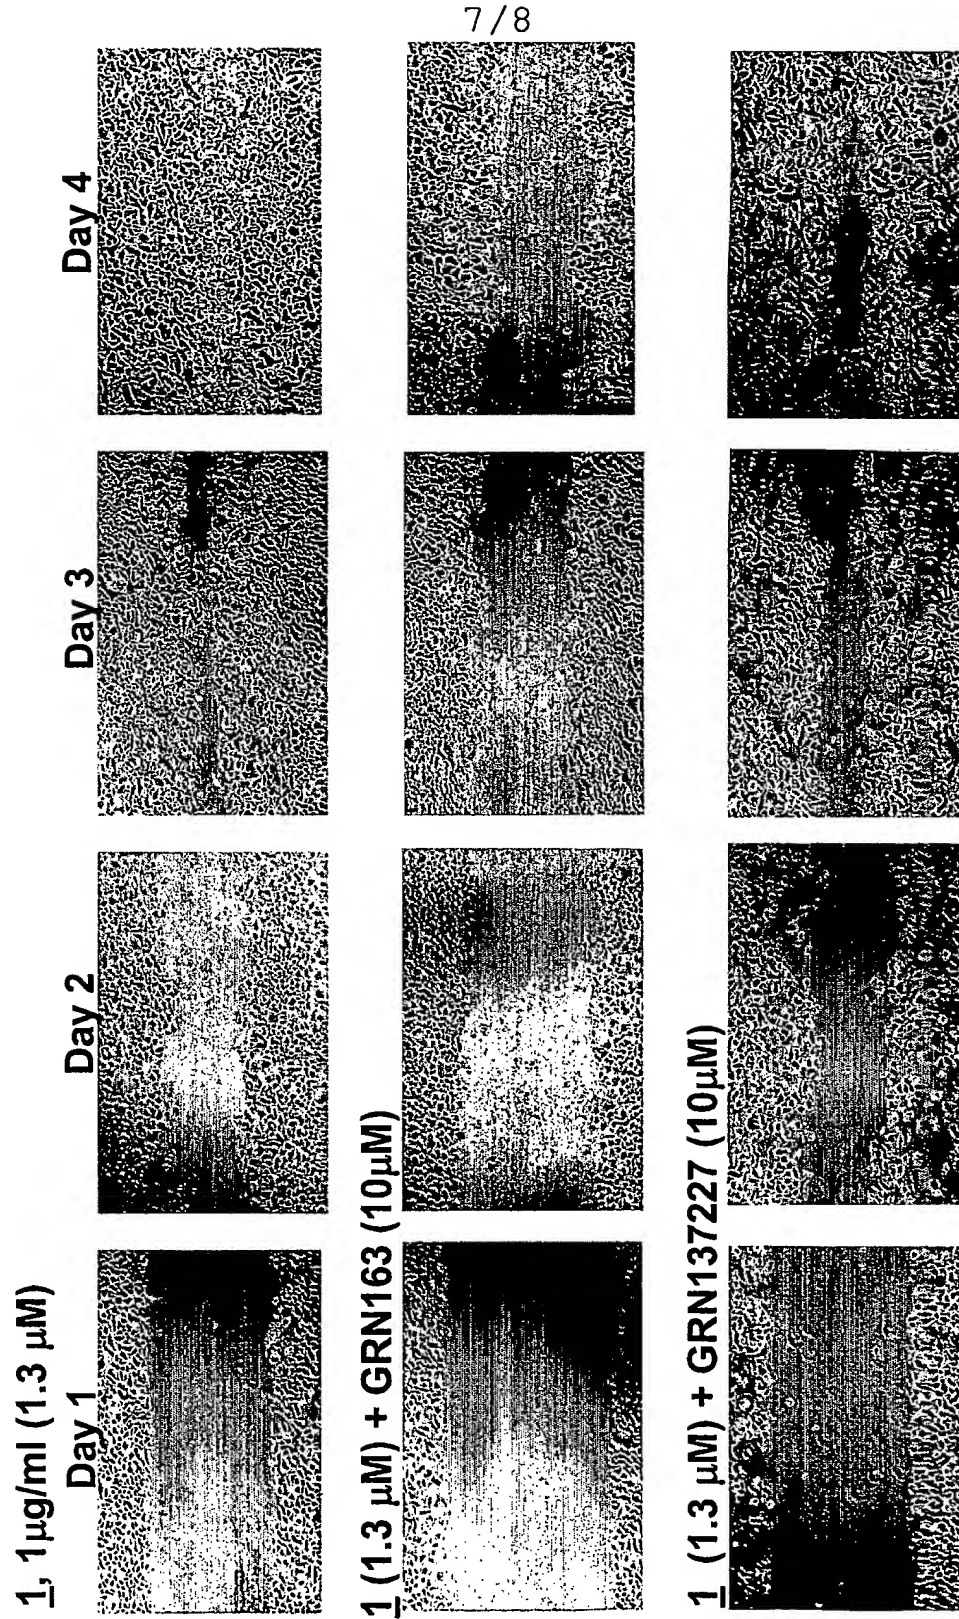 7/8
1, 1μg/ml (1.3 μM)
Day 1
Day 2
Day 3
Day 4
1 (1.3 μM) + GRN163 (10μM)
1 (1.3 μM) + GRN137227 (10μM)